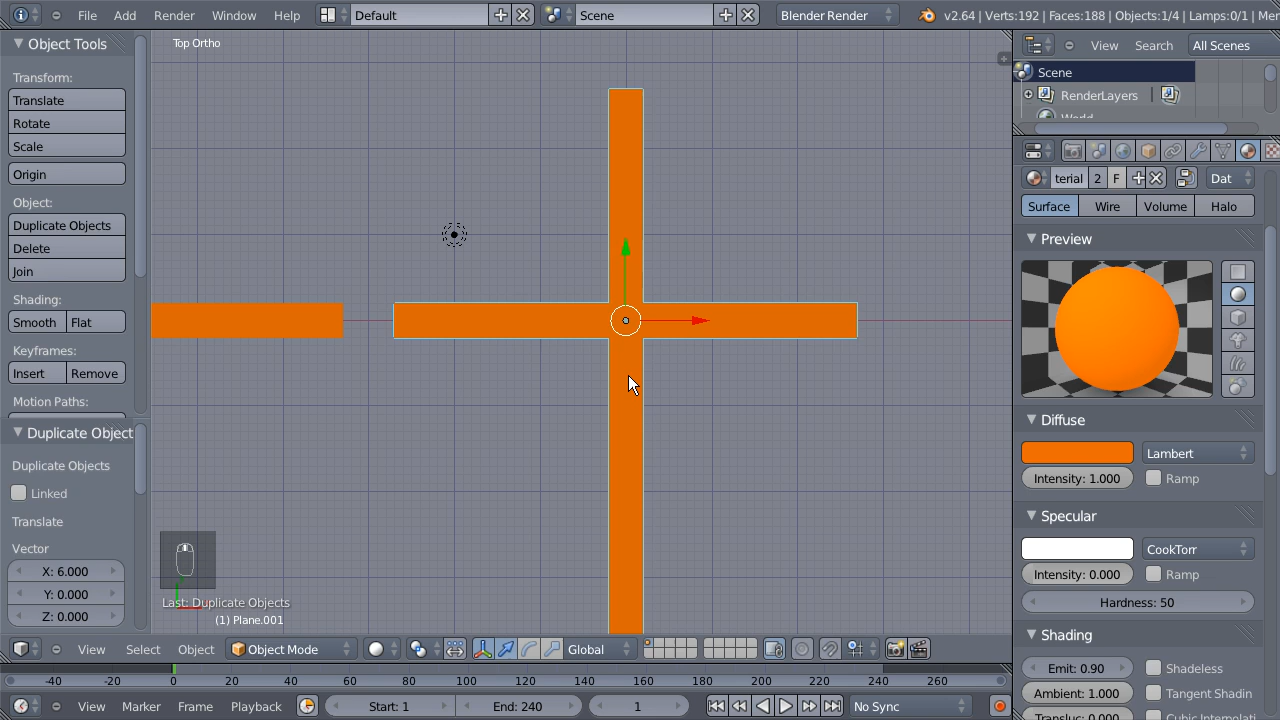 File Add Render Window Help Default Scene Blender Render v2.64 | Verts:192 | Faces:188 | Objects:1/4 | Lamps:0/1 | Mer
Object Tools
Transform:
Translate
Rotate
Scale
Origin
Object:
Duplicate Objects
Delete
Join
Shading:
Smooth Flat
Keyframes:
Insert Remove
Motion Paths:
Duplicate Object
Duplicate Objects
Linked
Translate
Vector
X: 6.000
Y: 0.000
Z: 0.000
Top Ortho
Last: Duplicate Objects
(1) Plane.001
View Select Object Object Mode Global
-40 -20 0 20 40 60 80 100 120 140 160 180 200 220 240 260
View Marker Frame Playback Start: 1 End: 240 1 No Sync
View Search All Scenes
Scene
RenderLayers
World
terial 2 F Dat
Surface Wire Volume Halo
Preview
Diffuse
Lambert
Intensity: 1.000 Ramp
Specular
CookTorr
Intensity: 0.000 Ramp
Hardness: 50
Shading
Emit: 0.90 Shadeless
Ambient: 1.000 Tangent Shadin
Transluc: 0.000 Cubic Interpolati